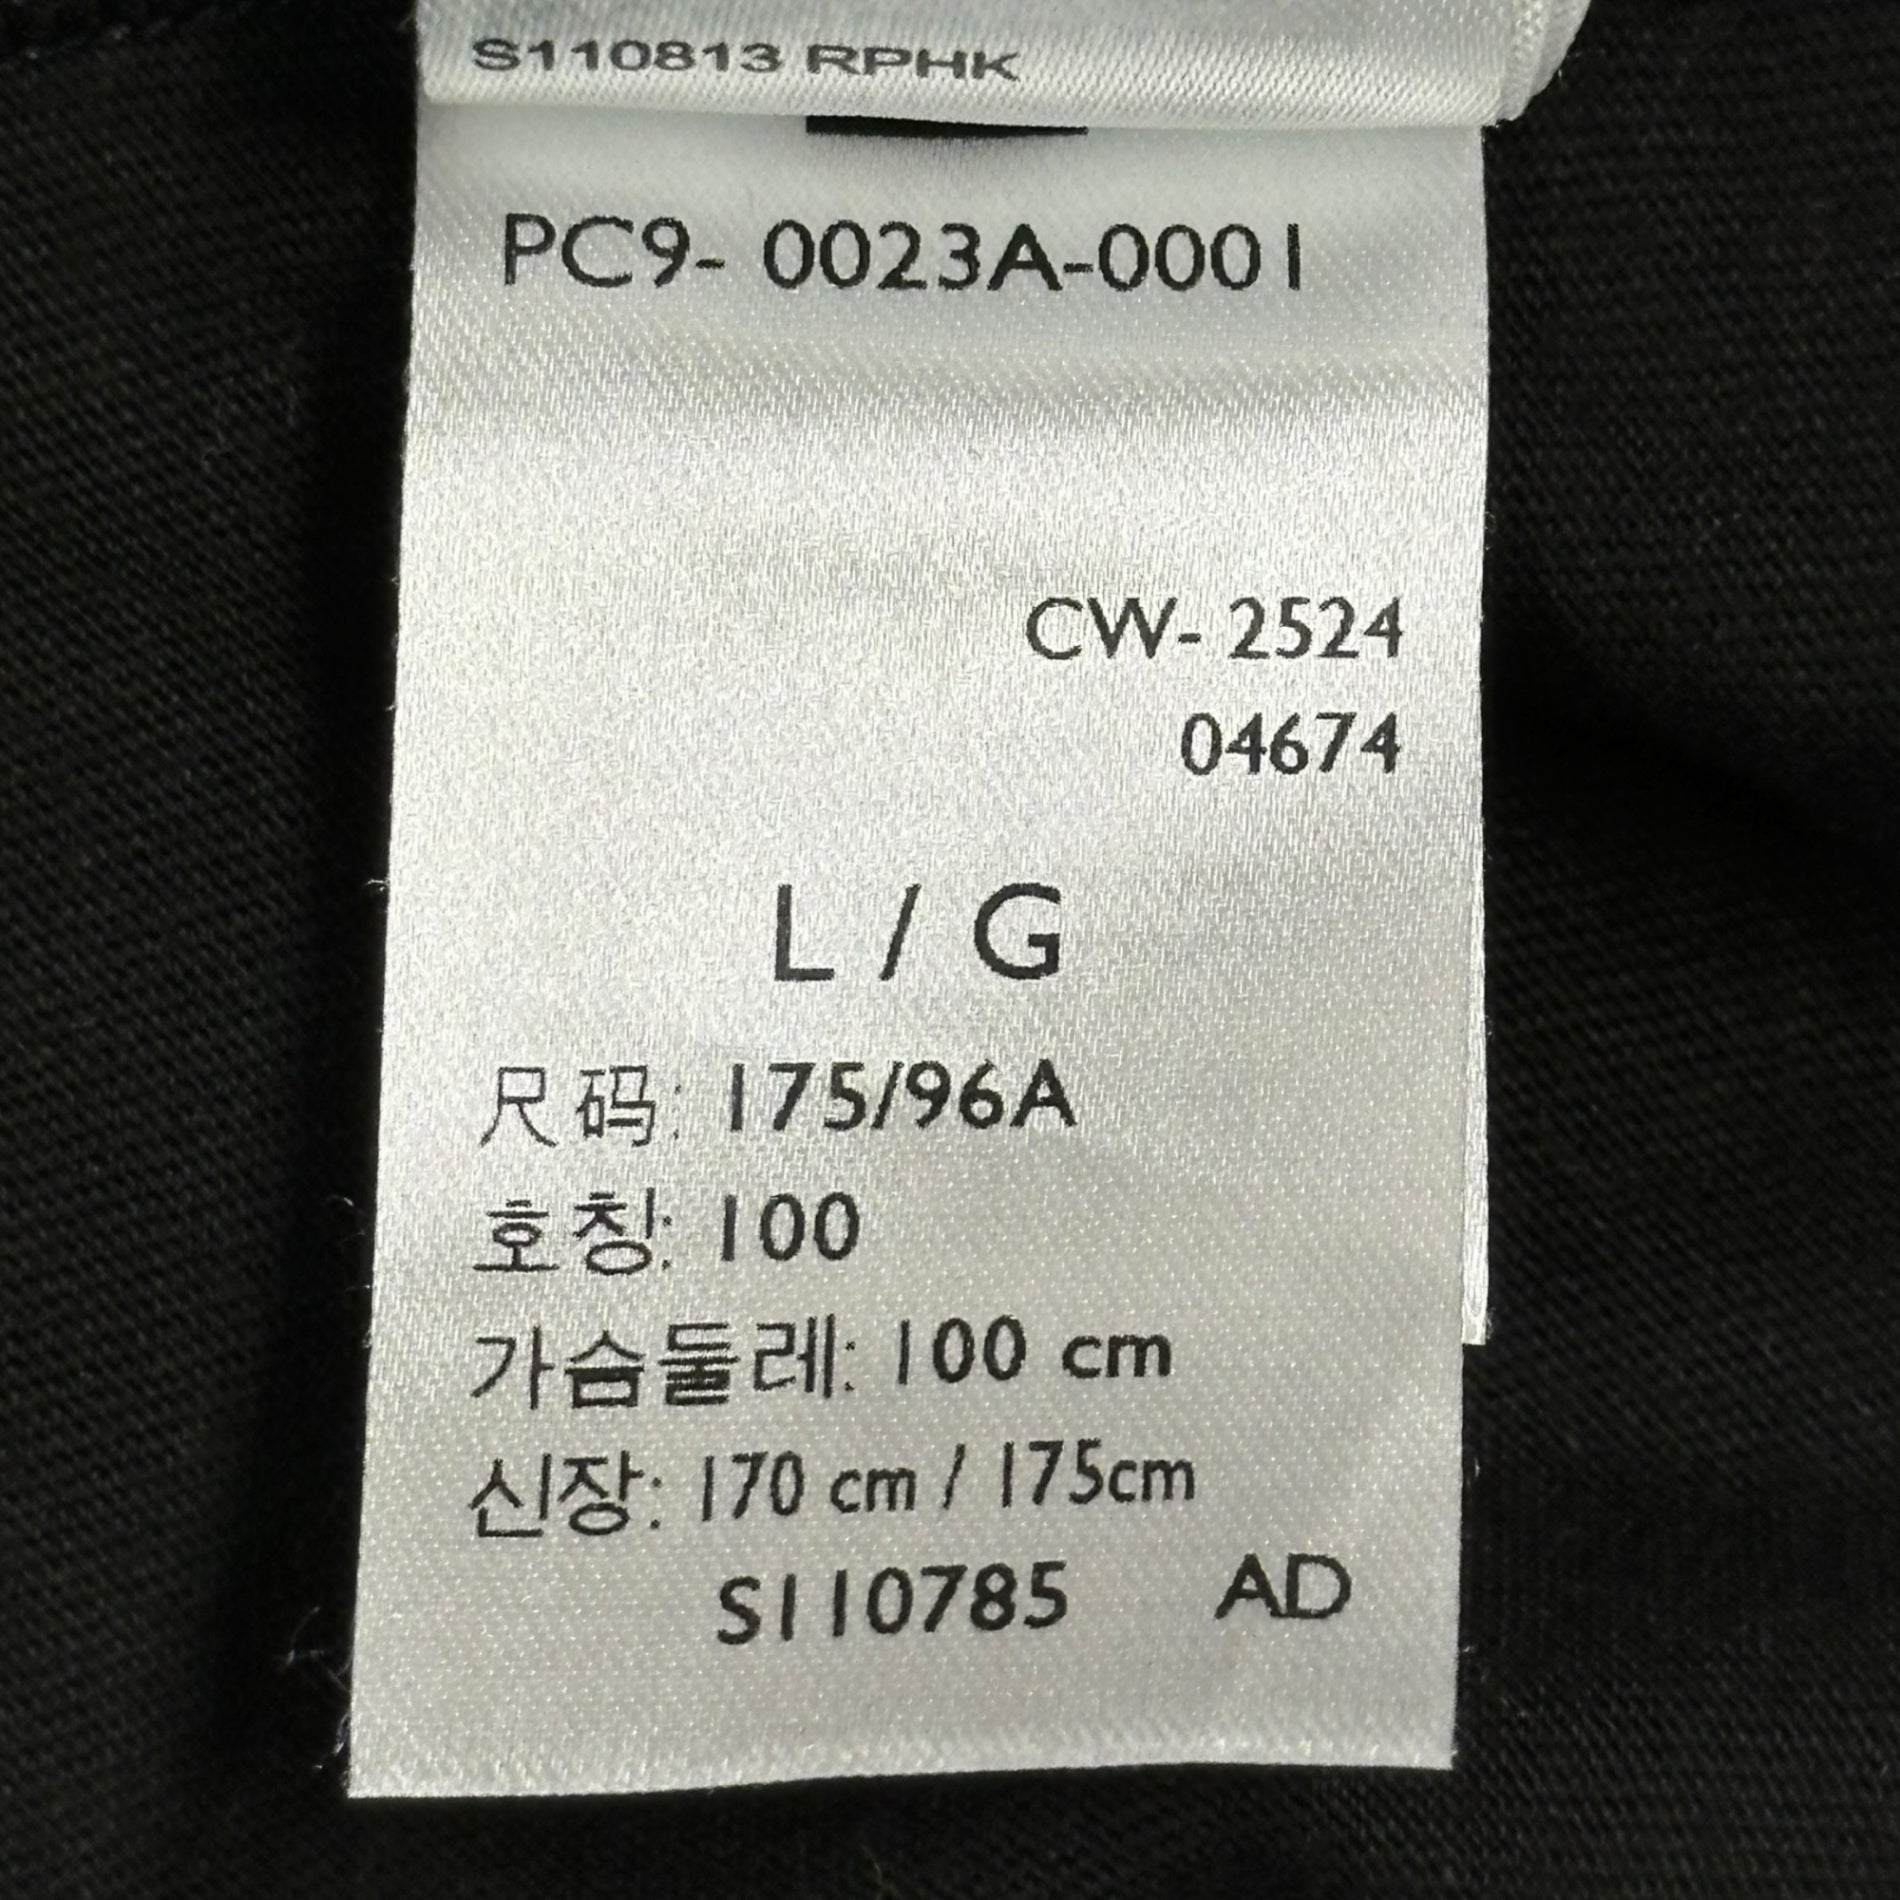 S110813 RPHK
PC9- 0023A-0001
CW- 2524
04674
L / G
尺码: 175/96A
호칭: 100
가슴둘레: 100 cm
신장: 170 cm / 175cm
S110785 AD